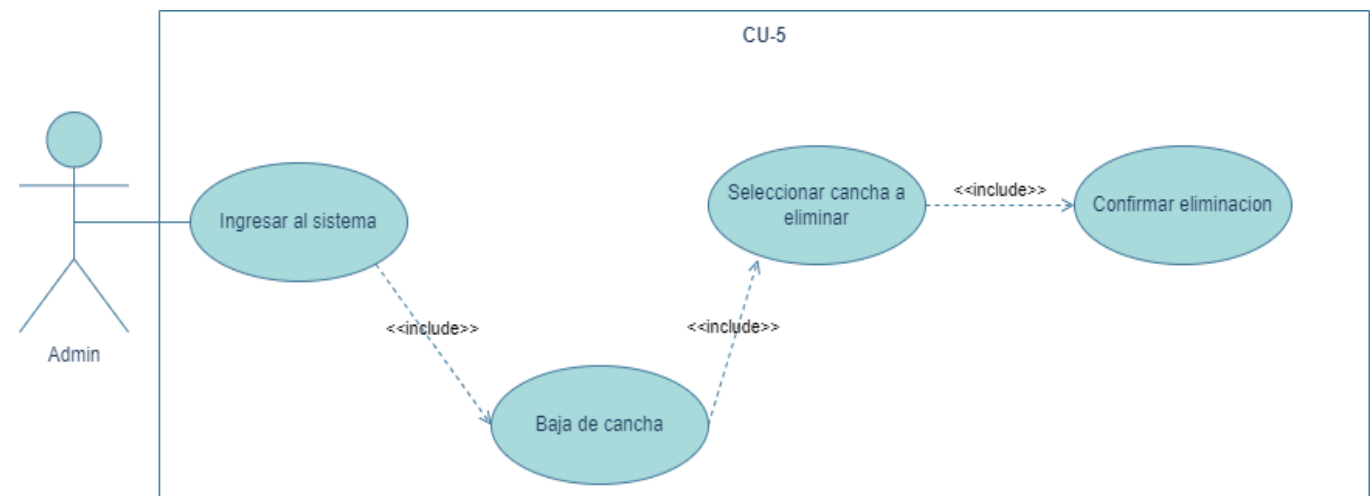 CU-5
Ingresar al sistema
Seleccionar cancha a
eliminar
<<include>>
Confirmar eliminacion
<<include>>
<<include>>
Admin
Baja de cancha